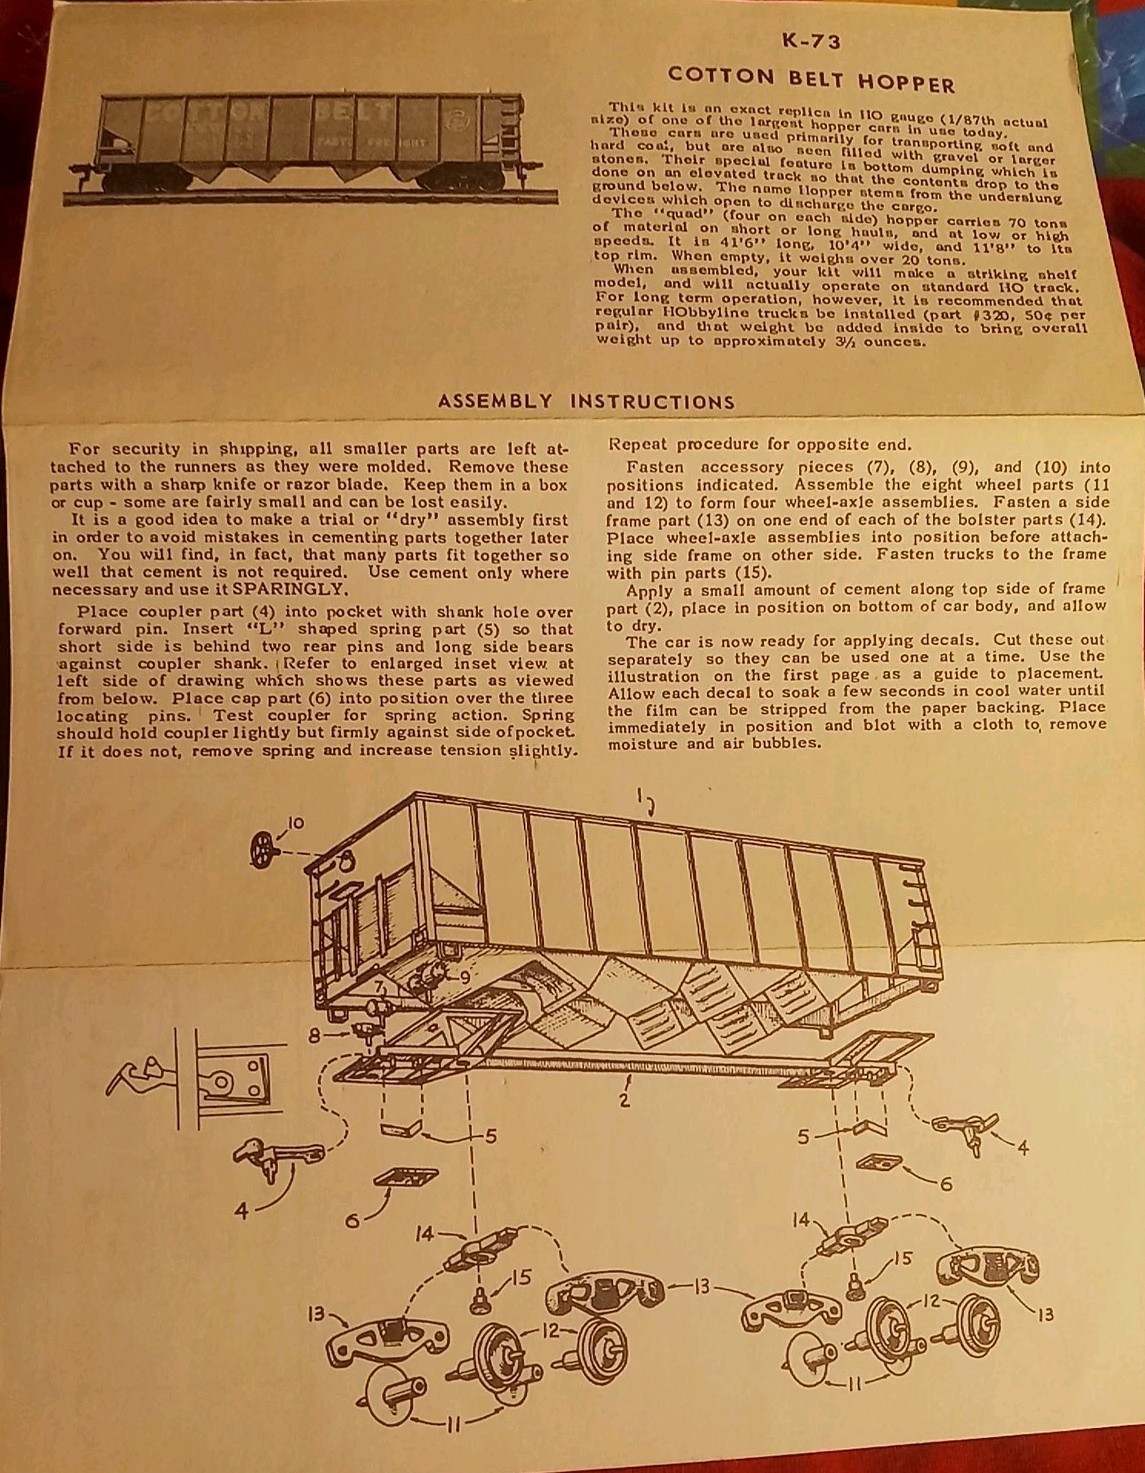 K-73
COTTON BELT HOPPER
COTTON BELT
FAST FREIGHT
This kit is an exact replica in HO gauge (1/87th actual
size) of one of the largest hopper cars in use today.
These cars are used primarily for transporting soft and
hard coal, but are also seen filled with gravel or larger
stones. Their special feature is bottom dumping which is
done on an elevated track so that the contents drop to the
ground below. The name Hopper stems from the underslung
devices which open to discharge the cargo.
The "quad" (four on each side) hopper carries 70 tons
of material on short or long hauls, and at low or high
speeds. It is 41'6" long, 10'4" wide, and 11'8" to its
top rim. When empty, it weighs over 20 tons.
When assembled, your kit will make a striking shelf
model, and will actually operate on standard HO track.
For long term operation, however, it is recommended that
regular HObbyline trucks be installed (part #320, 50¢ per
pair), and that weight be added inside to bring overall
weight up to approximately 3½ ounces.
ASSEMBLY INSTRUCTIONS
For security in shipping, all smaller parts are left at-
tached to the runners as they were molded. Remove these
parts with a sharp knife or razor blade. Keep them in a box
or cup - some are fairly small and can be lost easily.
It is a good idea to make a trial or "dry" assembly first
in order to avoid mistakes in cementing parts together later
on. You will find, in fact, that many parts fit together so
well that cement is not required. Use cement only where
necessary and use it SPARINGLY.
Place coupler part (4) into pocket with shank hole over
forward pin. Insert "L" shaped spring part (5) so that
short side is behind two rear pins and long side bears
against coupler shank. Refer to enlarged inset view at
left side of drawing which shows these parts as viewed
from below. Place cap part (6) into position over the three
locating pins. Test coupler for spring action. Spring
should hold coupler lightly but firmly against side of pocket.
If it does not, remove spring and increase tension slightly.
Repeat procedure for opposite end.
Fasten accessory pieces (7), (8), (9), and (10) into
positions indicated. Assemble the eight wheel parts (11
and 12) to form four wheel-axle assemblies. Fasten a side
frame part (13) on one end of each of the bolster parts (14).
Place wheel-axle assemblies into position before attach-
ing side frame on other side. Fasten trucks to the frame
with pin parts (15).
Apply a small amount of cement along top side of frame
part (2), place in position on bottom of car body, and allow
to dry.
The car is now ready for applying decals. Cut these out
separately so they can be used one at a time. Use the
illustration on the first page as a guide to placement.
Allow each decal to soak a few seconds in cool water until
the film can be stripped from the paper backing. Place
immediately in position and blot with a cloth to remove
moisture and air bubbles.
1
10
9
7
8
2
5
5
4
4
6
6
14
14
15
15
13
13
13
12
12
11
11